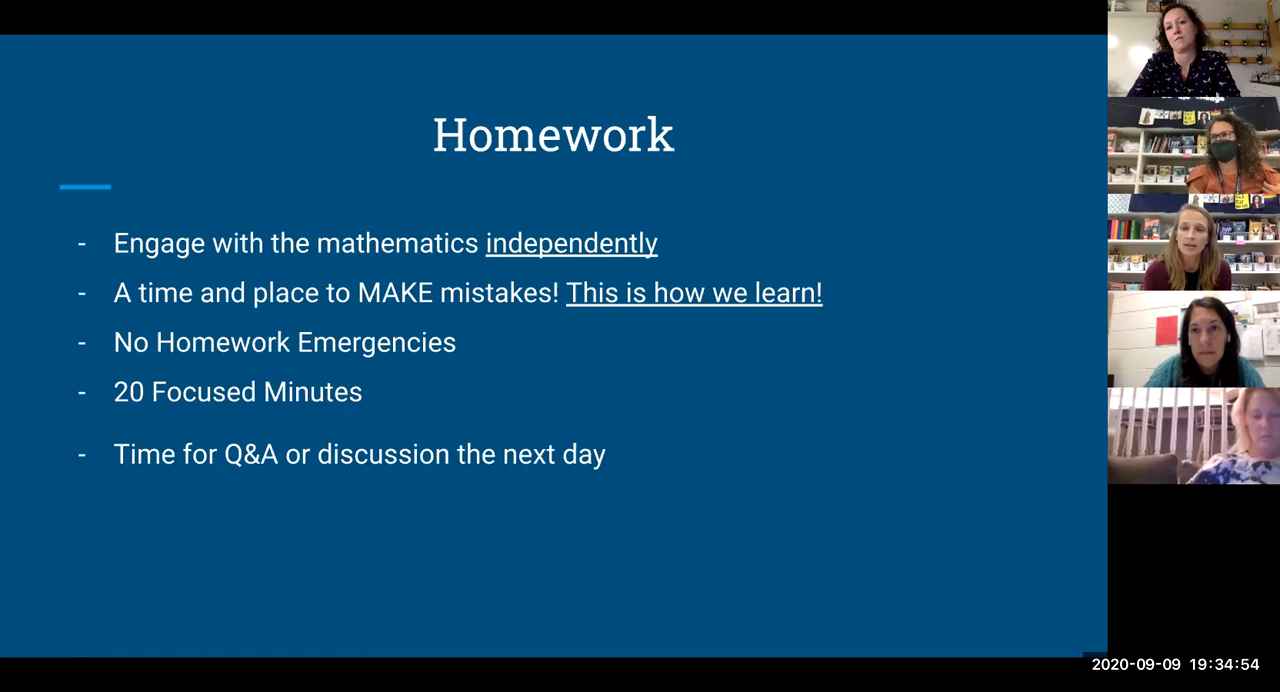 Homework
- Engage with the mathematics independently
- A time and place to MAKE mistakes! This is how we learn!
- No Homework Emergencies
- 20 Focused Minutes
- Time for Q&A or discussion the next day
2020-09-09 19:34:54